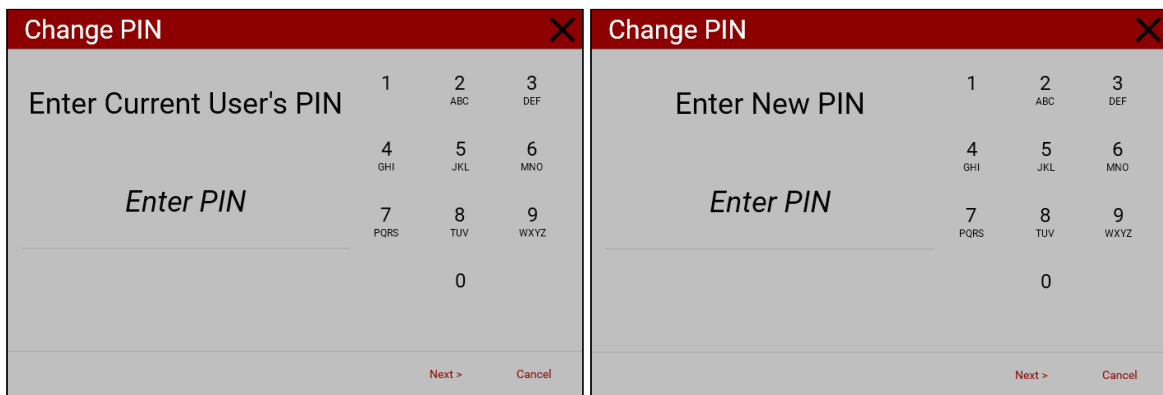 Change PIN
Enter Current User's PIN
Enter PIN
1 2 3
ABC DEF
4 5 6
GHI JKL MNO
7 8 9
PQRS TUV WXYZ
0
Next > Cancel
Change PIN
Enter New PIN
Enter PIN
1 2 3
ABC DEF
4 5 6
GHI JKL MNO
7 8 9
PQRS TUV WXYZ
0
Next > Cancel